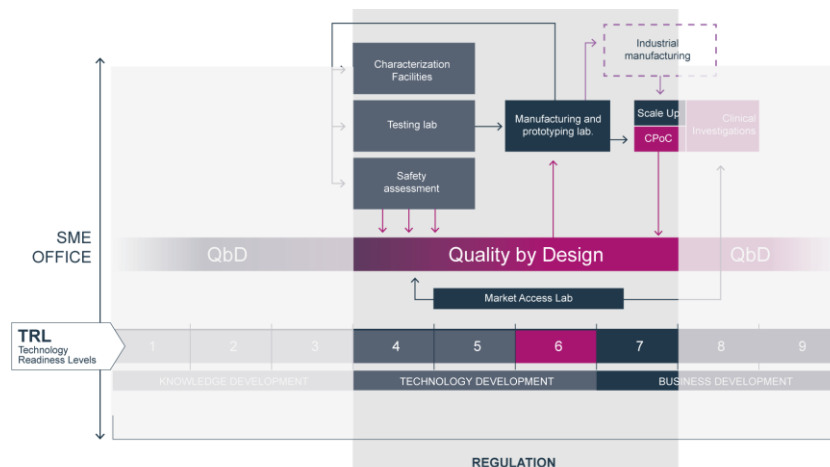 Industrial
manufacturing
Characterization
Facilities
Testing lab
Manufacturing and
prototyping lab.
Scale Up
CPoC
Clinical
Investigations
Safety
assessment
SME
OFFICE
QbD
Quality by Design
QbD
Market Access Lab
TRL
Technology
Readiness Levels
1 2 3 4 5 6 7 8 9
KNOWLEDGE DEVELOPMENT TECHNOLOGY DEVELOPMENT BUSINESS DEVELOPMENT
REGULATION